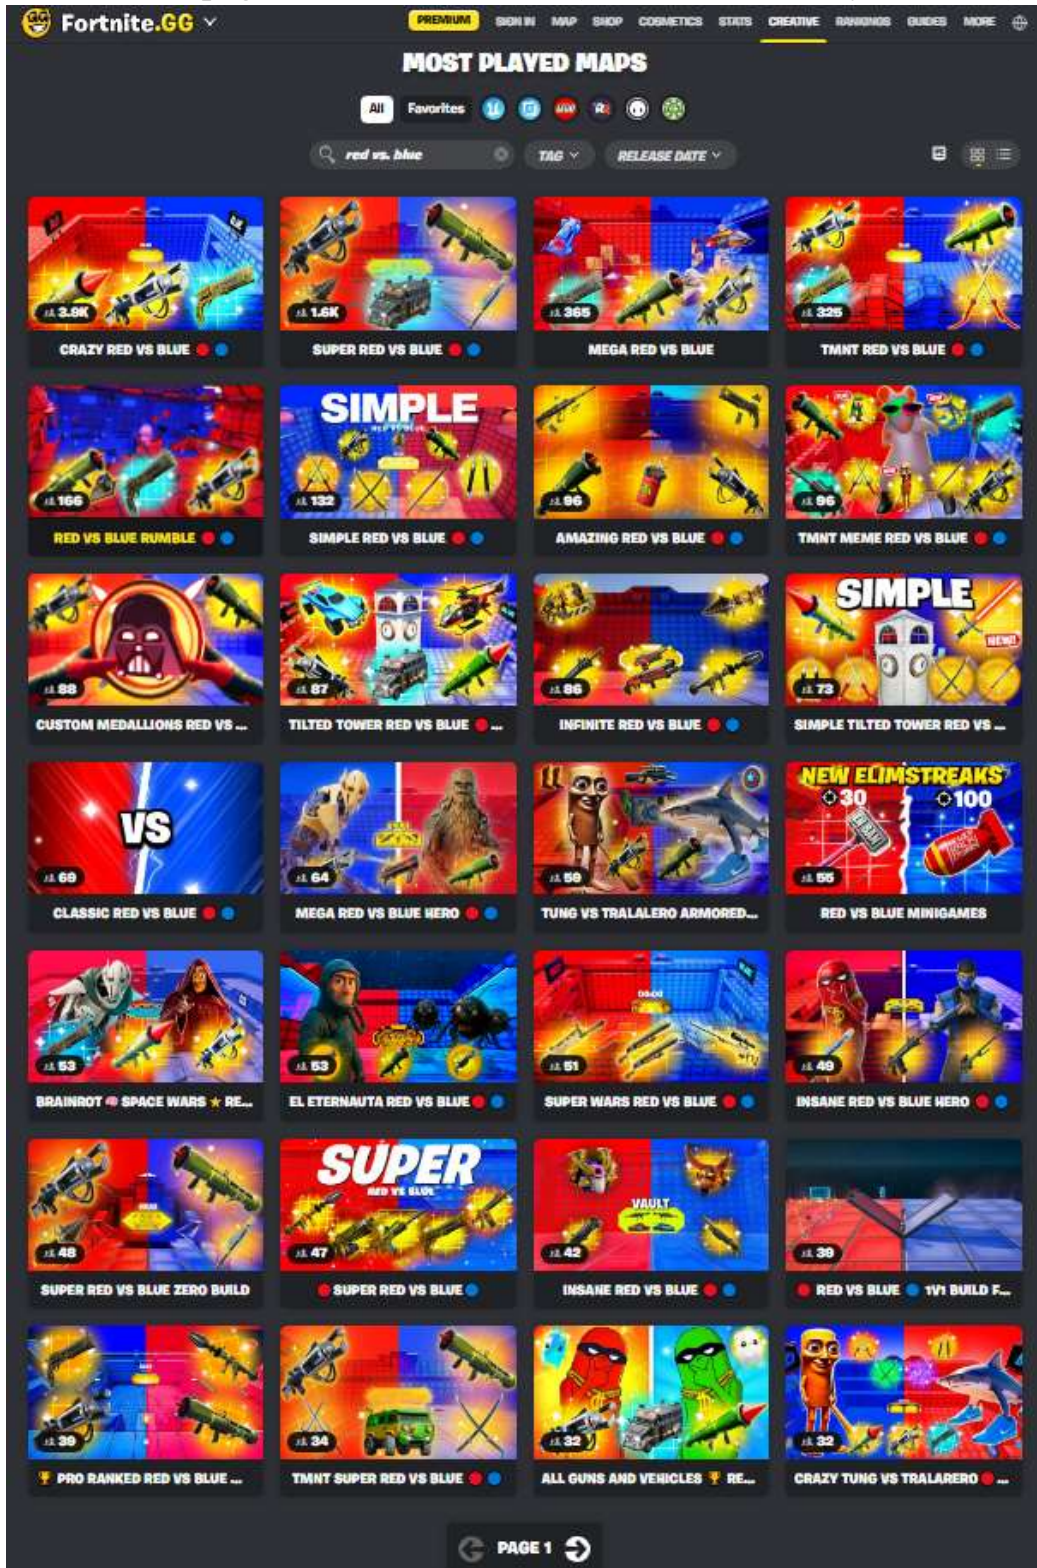 Fortnite.GG
PREMIUM SIGN IN MAP SHOP COSMETICS STATS CREATIVE RANKINGS GUIDES MORE
MOST PLAYED MAPS
All Favorites
red vs. blue TAG RELEASE DATE
3.9K 1.6K 365 325
CRAZY RED VS BLUE SUPER RED VS BLUE MEGA RED VS BLUE TMNT RED VS BLUE
SIMPLE
166 132 96 96
RED VS BLUE RUMBLE SIMPLE RED VS BLUE AMAZING RED VS BLUE TMNT MEME RED VS BLUE
SIMPLE
NEW!
88 87 86 73
CUSTOM MEDALLIONS RED VS ... TILTED TOWER RED VS BLUE ... INFINITE RED VS BLUE SIMPLE TILTED TOWER RED VS ...
NEW ELIMSTREAKS
30 100
VS
69 64 59 55
CLASSIC RED VS BLUE MEGA RED VS BLUE HERO TUNG VS TRALALERO ARMORED... RED VS BLUE MINIGAMES
53 53 51 49
BRAINROT SPACE WARS RE... EL ETERNAUTA RED VS BLUE SUPER WARS RED VS BLUE INSANE RED VS BLUE HERO
SUPER
RED VS BLUE
VAULT
48 47 42 39
SUPER RED VS BLUE ZERO BUILD SUPER RED VS BLUE INSANE RED VS BLUE RED VS BLUE 1V1 BUILD F...
34 32 32
PRO RANKED RED VS BLUE ... TMNT SUPER RED VS BLUE ALL GUNS AND VEHICLES RE... CRAZY TUNG VS TRALARERO ...
PAGE 1